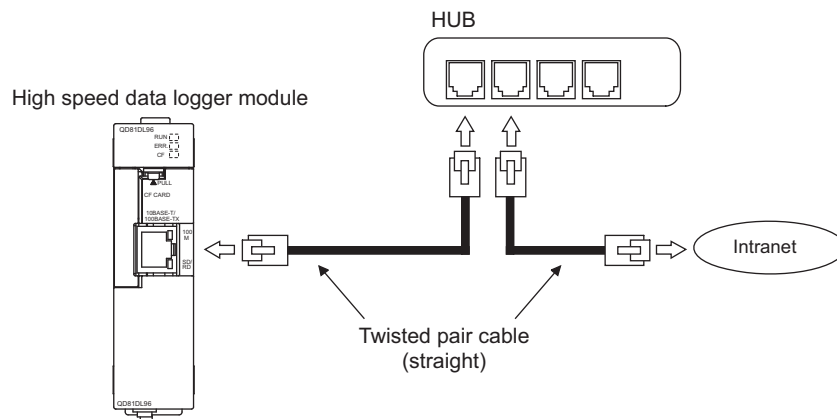 HUB
High speed data logger module
QD81DL96
RUN
ERR.
CF
▲PULL
CF CARD
10BASE-T/
100BASE-TX
100
M
SD/
RD
QD81DL96
Intranet
Twisted pair cable
(straight)